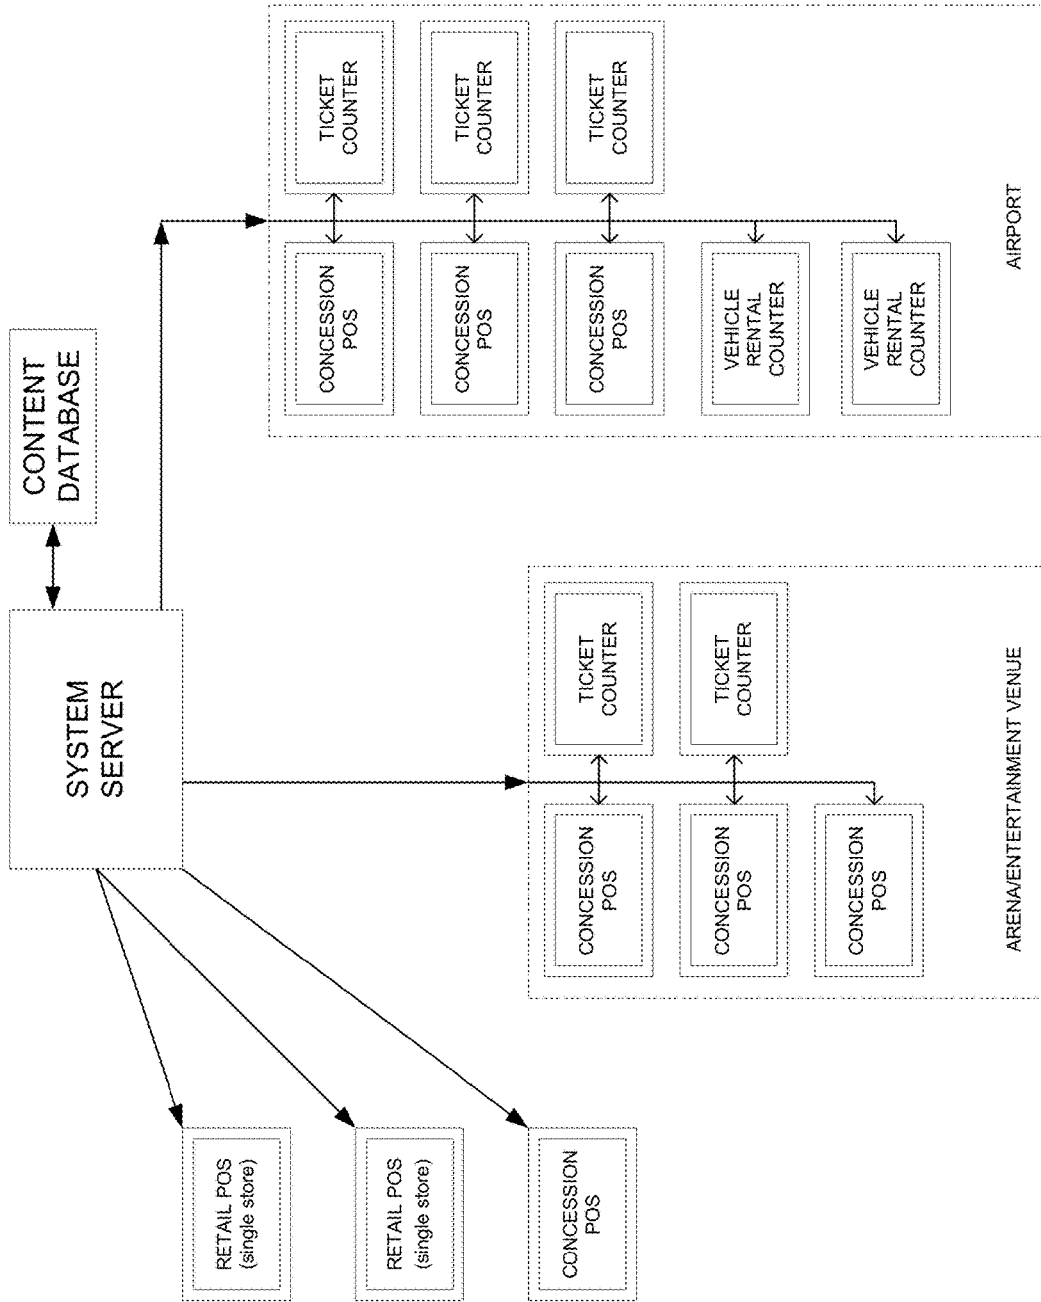 CONTENT
DATABASE
SYSTEM
SERVER
RETAIL POS
(single store)
RETAIL POS
(single store)
CONCESSION
POS
CONCESSION
POS
TICKET
COUNTER
CONCESSION
POS
TICKET
COUNTER
CONCESSION
POS
ARENA/ENTERTAINMENT VENUE
CONCESSION
POS
TICKET
COUNTER
CONCESSION
POS
TICKET
COUNTER
CONCESSION
POS
TICKET
COUNTER
VEHICLE
RENTAL
COUNTER
VEHICLE
RENTAL
COUNTER
AIRPORT